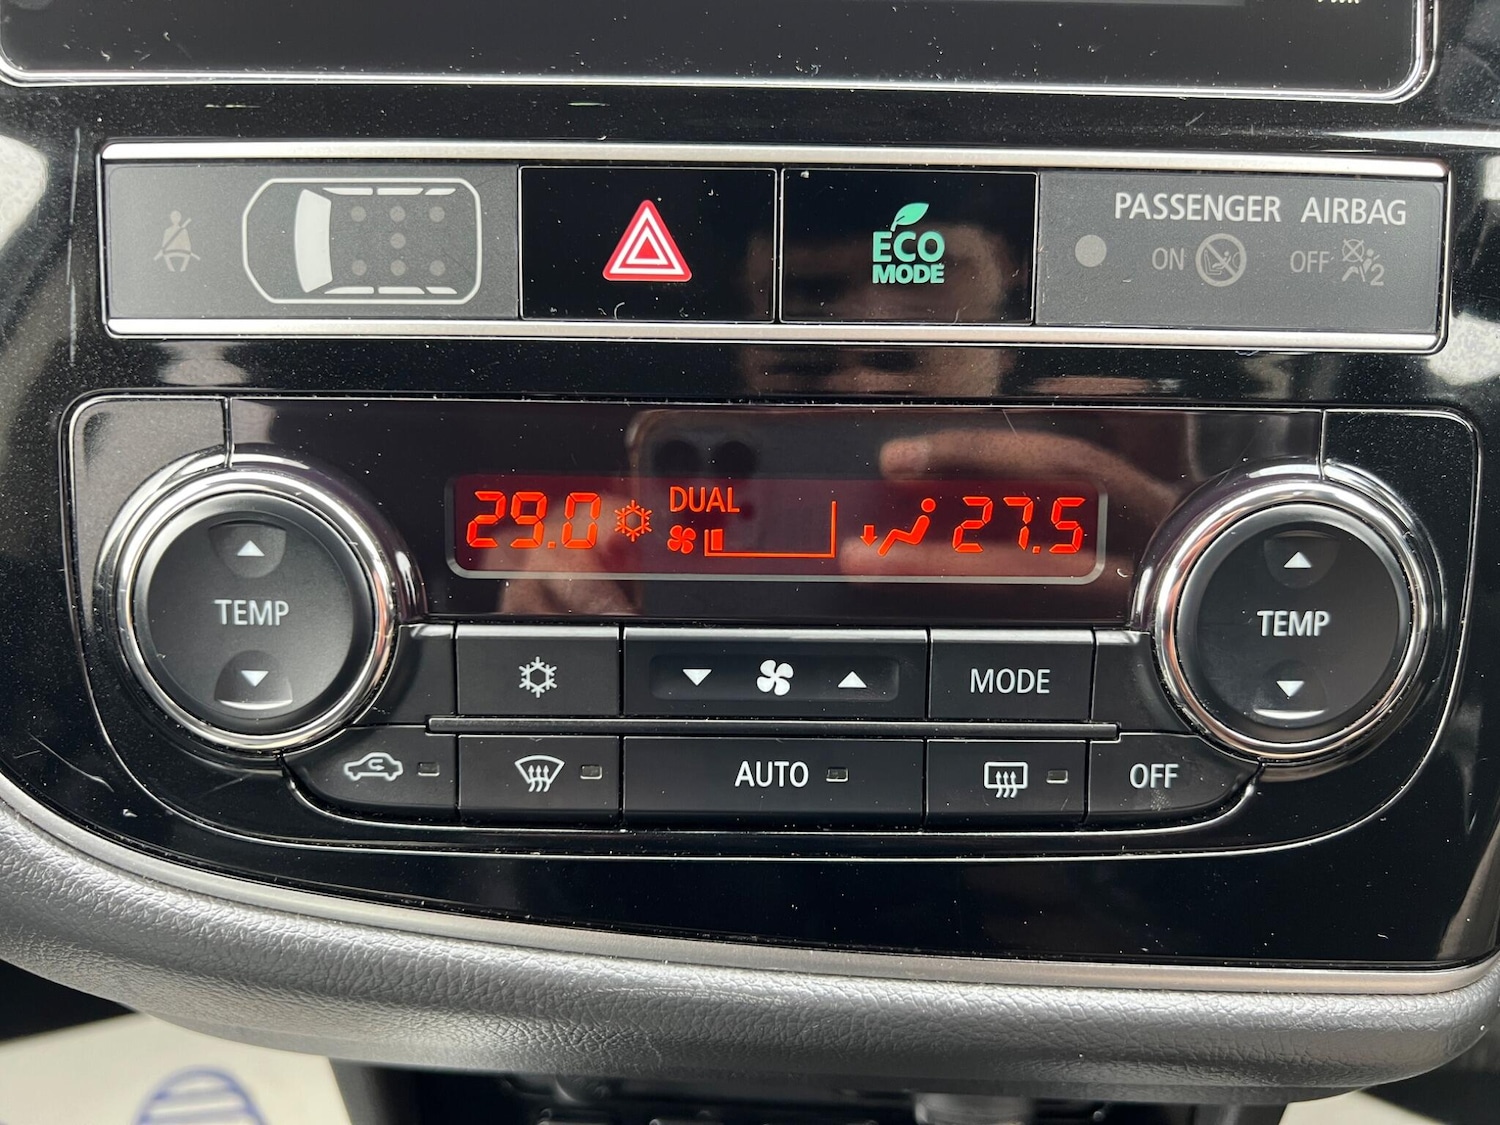 PASSENGER AIRBAG
ECO
MODE
ON
OFF
2
29.0
DUAL
27.5
TEMP
TEMP
MODE
AUTO
OFF